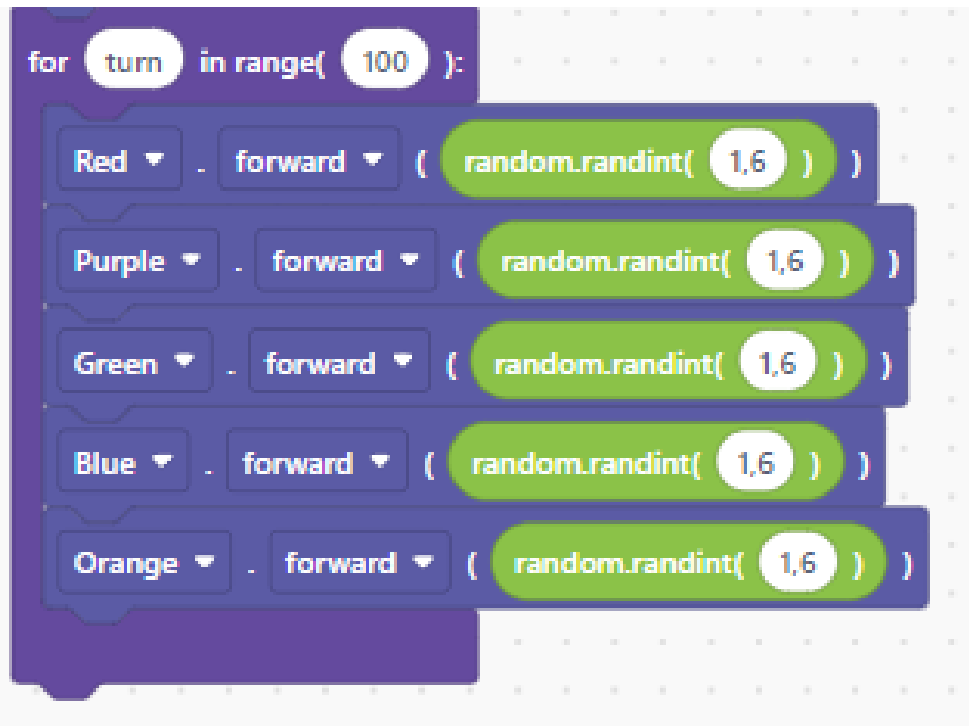 for turn in range( 100 ):
Red . forward ( random.randint( 1,6 ) )
Purple . forward ( random.randint( 1,6 ) )
Green . forward ( random.randint( 1,6 ) )
Blue . forward ( random.randint( 1,6 ) )
Orange . forward ( random.randint( 1,6 ) )